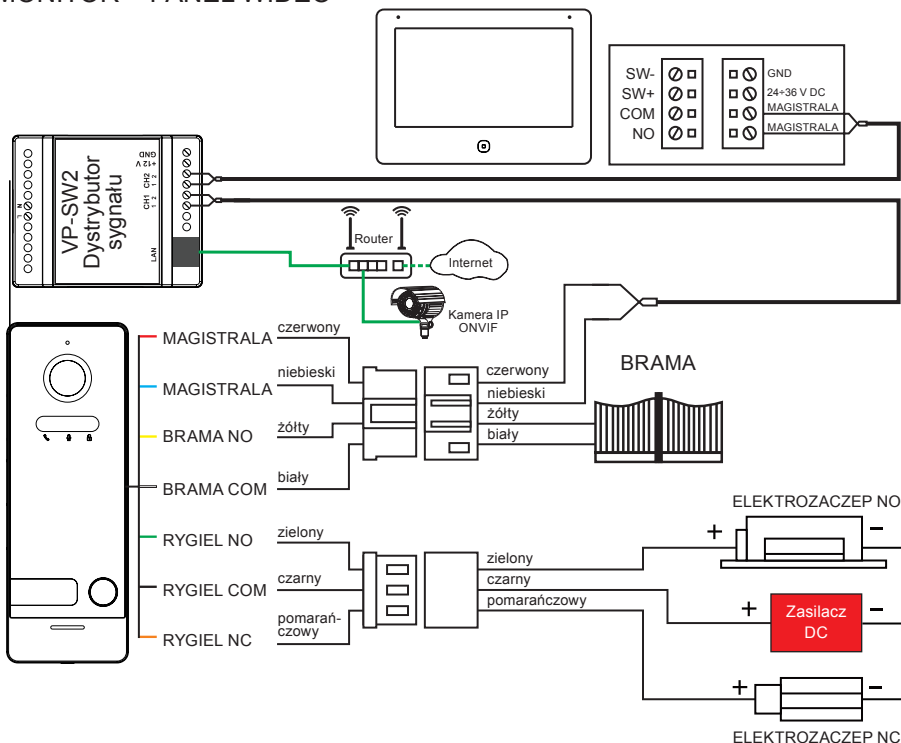 SW-
SW+
COM
NO
GND
24÷36 V DC
MAGISTRALA
MAGISTRALA
VP-SW2
Dystrybutor
sygnału
GND
+12 V
CH2
1 2
CH1
1 2
LAN
N
L
Router
Internet
Kamera IP
ONVIF
MAGISTRALA
czerwony
MAGISTRALA
niebieski
BRAMA NO
żółty
BRAMA COM
biały
czerwony
niebieski
żółty
biały
BRAMA
RYGIEL NO
zielony
RYGIEL COM
czarny
RYGIEL NC
pomarań-
czowy
zielony
czarny
pomarańczowy
ELEKTROZACZEP NO
+ −
+ Zasilacz −
DC
+ −
ELEKTROZACZEP NC